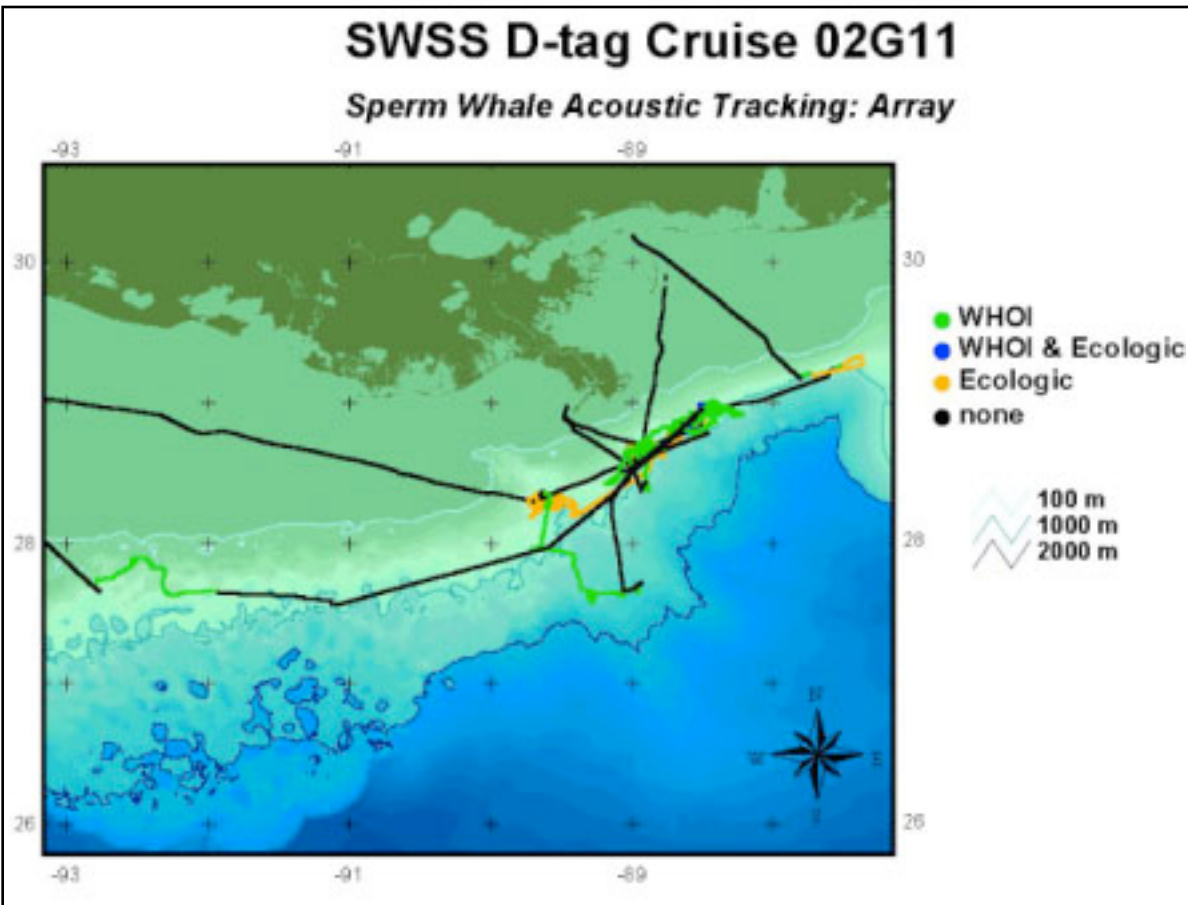 SWSS D-tag Cruise 02G11
Sperm Whale Acoustic Tracking: Array
-93 -91 -89
30 30
WHOI
WHOI & Ecologic
Ecologic
none
100 m
1000 m
2000 m
28 28
26 26
-93 -91 -89